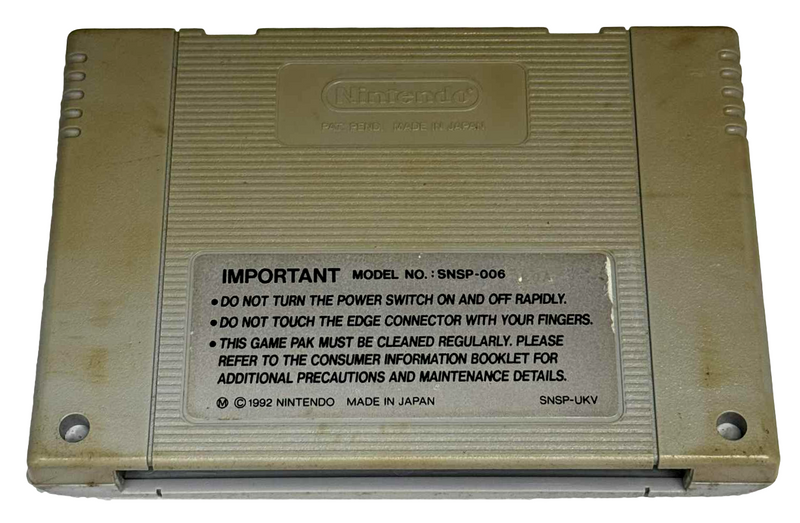 Nintendo
PAT. PEND. MADE IN JAPAN
IMPORTANT MODEL NO. : SNSP-006
• DO NOT TURN THE POWER SWITCH ON AND OFF RAPIDLY.
• DO NOT TOUCH THE EDGE CONNECTOR WITH YOUR FINGERS.
• THIS GAME PAK MUST BE CLEANED REGULARLY. PLEASE
REFER TO THE CONSUMER INFORMATION BOOKLET FOR
ADDITIONAL PRECAUTIONS AND MAINTENANCE DETAILS.
Ⓜ © 1992 NINTENDO MADE IN JAPAN SNSP-UKV